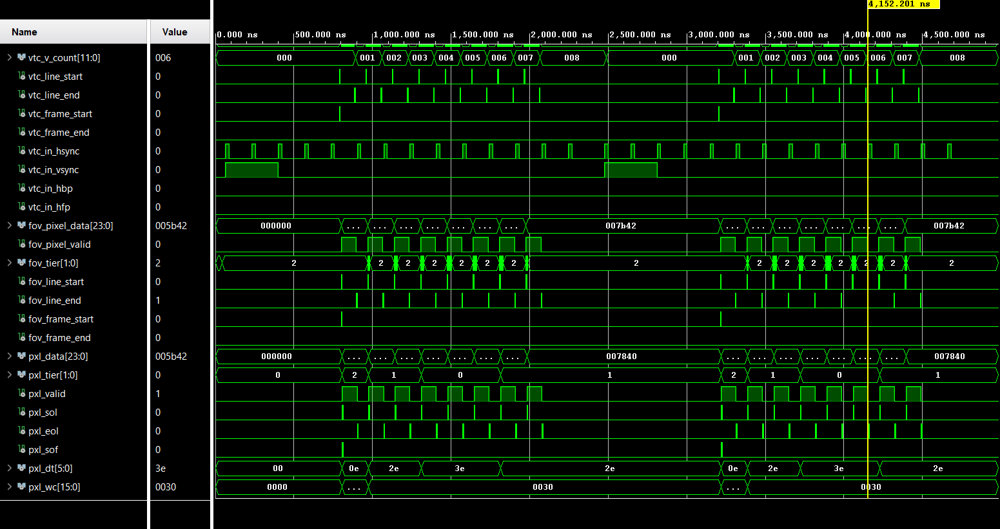 4,152.201 ns
Name Value 0.000 ns 500.000 ns 1,000.000 ns 1,500.000 ns 2,000.000 ns 2,500.000 ns 3,000.000 ns 3,500.000 ns 4,000.000 ns 4,500.000 ns
vtc_v_count[11:0] 006 000 001 002 003 004 005 006 007 008 000 001 002 003 004 005 006 007 008
vtc_line_start 0
vtc_line_end 0
vtc_frame_start 0
vtc_frame_end 0
vtc_in_hsync 0
vtc_in_vsync 0
vtc_in_hbp 0
vtc_in_hfp 0
fov_pixel_data[23:0] 005b42 000000 ... ... ... ... ... ... ... 007b42 ... ... ... ... ... ... ... 007b42
fov_pixel_valid 0
fov_tier[1:0] 2 2 2 2 2 2 2 2 2 2 2 2 2 2 2 2
fov_line_start 0
fov_line_end 1
fov_frame_start 0
fov_frame_end 0
pxl_data[23:0] 005b42 000000 ... ... ... ... ... ... ... 007840 ... ... ... ... ... ... ... 007840
pxl_tier[1:0] 0 0 2 1 0 1 2 1 0 1
pxl_valid 1
pxl_sol 0
pxl_eol 0
pxl_sof 0
pxl_dt[5:0] 3e 00 0e 2e 3e 2e 0e 2e 3e 2e
pxl_wc[15:0] 0030 0000 ... 0030 ... 0030